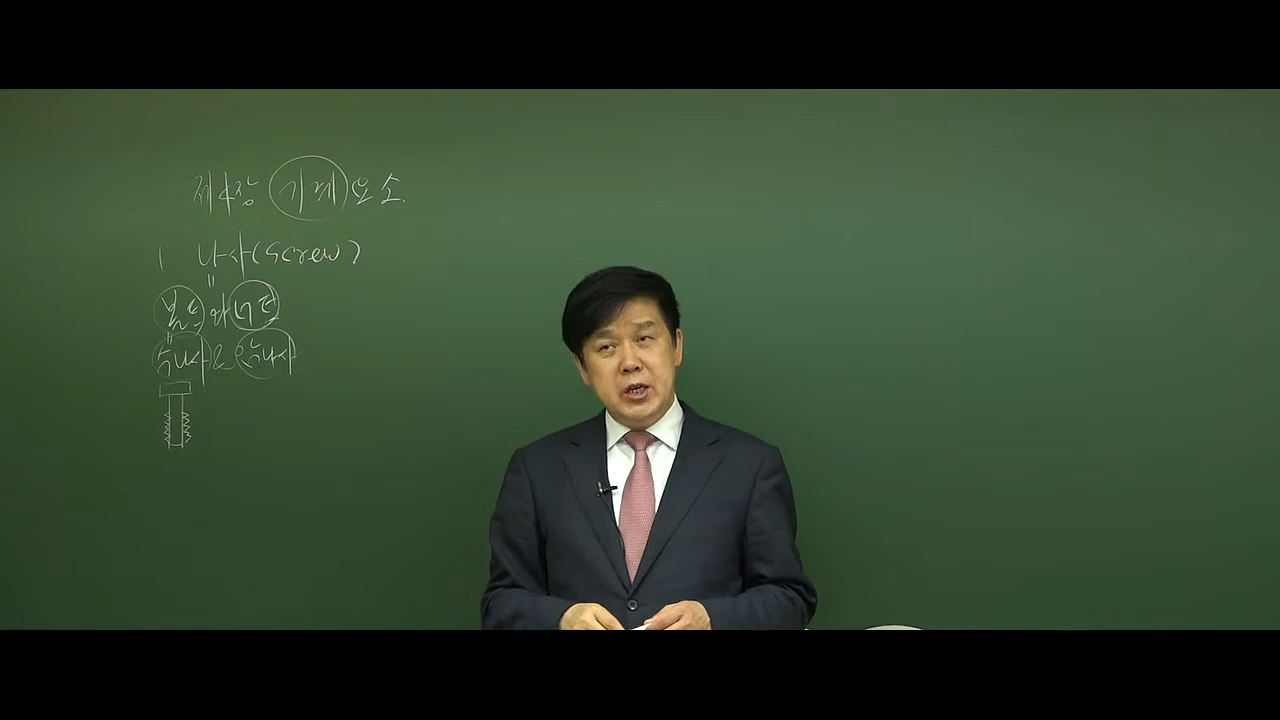 제4장 기계요소.
1 나사(screw)
"
볼트와 너트
"
수나사 & 암나사